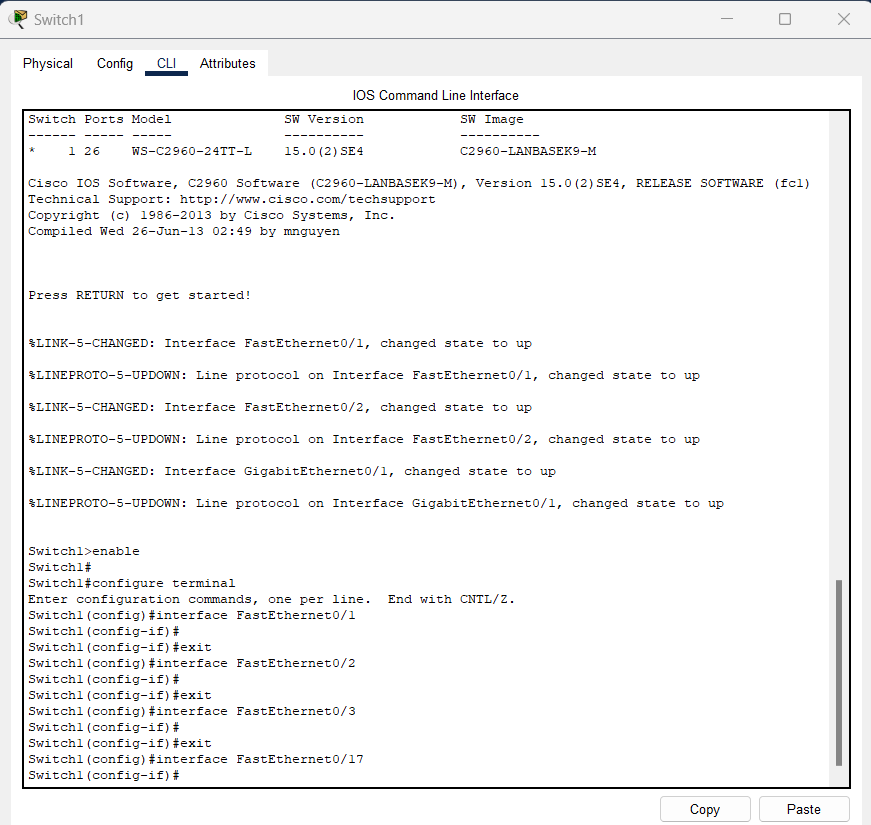 Switch1
Physical Config CLI Attributes
IOS Command Line Interface
Switch Ports Model SW Version SW Image
------ ----- ----- ---------- ----------
* 1 26 WS-C2960-24TT-L 15.0(2)SE4 C2960-LANBASEK9-M
Cisco IOS Software, C2960 Software (C2960-LANBASEK9-M), Version 15.0(2)SE4, RELEASE SOFTWARE (fc1)
Technical Support: http://www.cisco.com/techsupport
Copyright (c) 1986-2013 by Cisco Systems, Inc.
Compiled Wed 26-Jun-13 02:49 by mnguyen
Press RETURN to get started!
%LINK-5-CHANGED: Interface FastEthernet0/1, changed state to up
%LINEPROTO-5-UPDOWN: Line protocol on Interface FastEthernet0/1, changed state to up
%LINK-5-CHANGED: Interface FastEthernet0/2, changed state to up
%LINEPROTO-5-UPDOWN: Line protocol on Interface FastEthernet0/2, changed state to up
%LINK-5-CHANGED: Interface GigabitEthernet0/1, changed state to up
%LINEPROTO-5-UPDOWN: Line protocol on Interface GigabitEthernet0/1, changed state to up
Switch1>enable
Switch1#
Switch1#configure terminal
Enter configuration commands, one per line. End with CNTL/Z.
Switch1(config)#interface FastEthernet0/1
Switch1(config-if)#
Switch1(config-if)#exit
Switch1(config)#interface FastEthernet0/2
Switch1(config-if)#
Switch1(config-if)#exit
Switch1(config)#interface FastEthernet0/3
Switch1(config-if)#
Switch1(config-if)#exit
Switch1(config)#interface FastEthernet0/17
Switch1(config-if)#
Copy Paste